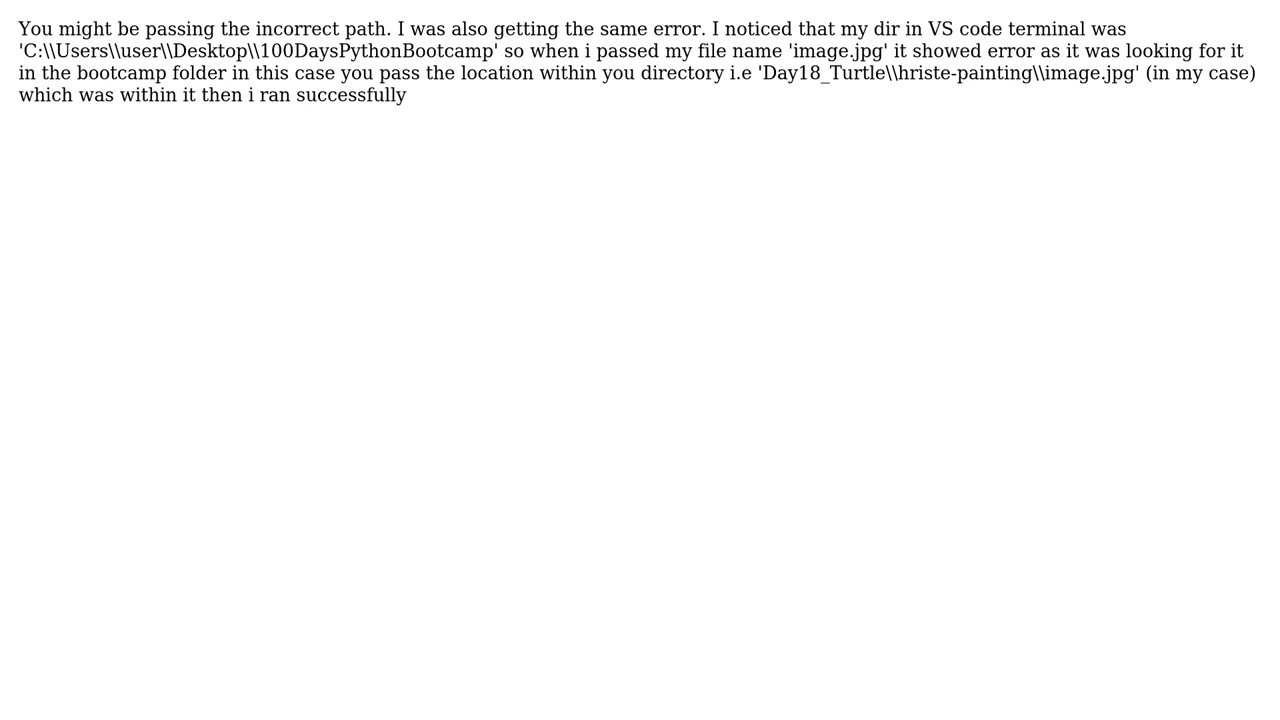 You might be passing the incorrect path. I was also getting the same error. I noticed that my dir in VS code terminal was
'C:\\Users\\user\\Desktop\\100DaysPythonBootcamp' so when i passed my file name 'image.jpg' it showed error as it was looking for it
in the bootcamp folder in this case you pass the location within you directory i.e 'Day18_Turtle\\hriste-painting\\image.jpg' (in my case)
which was within it then i ran successfully